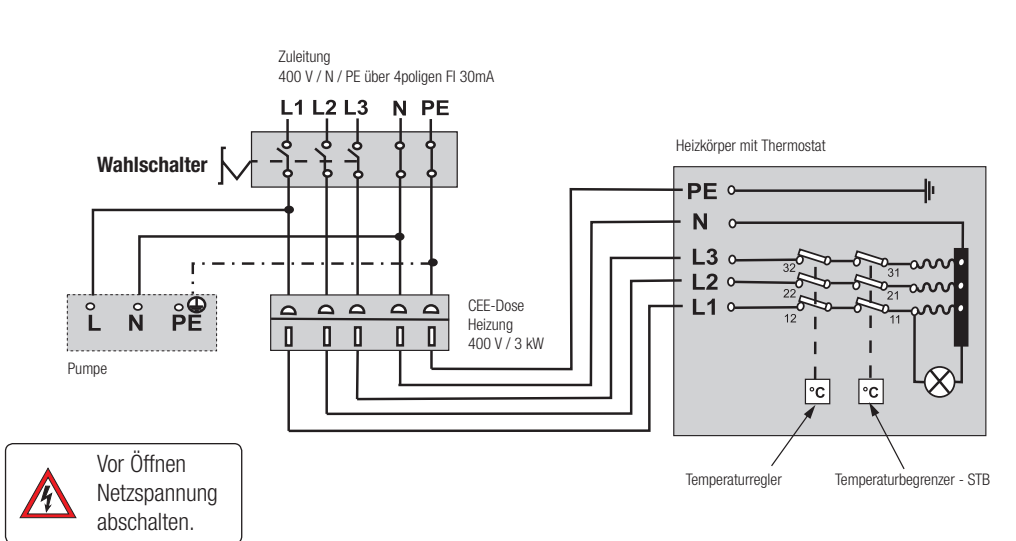 Zuleitung
400 V / N / PE über 4poligen FI 30mA
L1 L2 L3 N PE
Wahlschalter
Heizkörper mit Thermostat
PE
N
L3
32
31
L2
22
21
L1
12
11
L N PE
Pumpe
CEE-Dose
Heizung
400 V / 3 kW
°C °C
Temperaturregler
Temperaturbegrenzer - STB
Vor Öffnen
Netzspannung
abschalten.